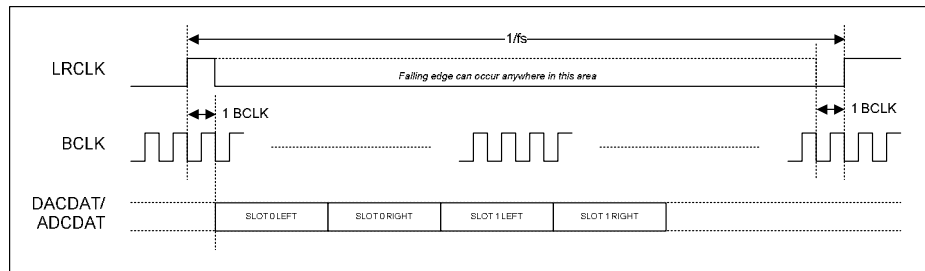 1/fs
LRCLK
Falling edge can occur anywhere in this area
1 BCLK
1 BCLK
BCLK
DACDAT/
ADCDAT
SLOT 0 LEFT
SLOT 0 RIGHT
SLOT 1 LEFT
SLOT 1 RIGHT